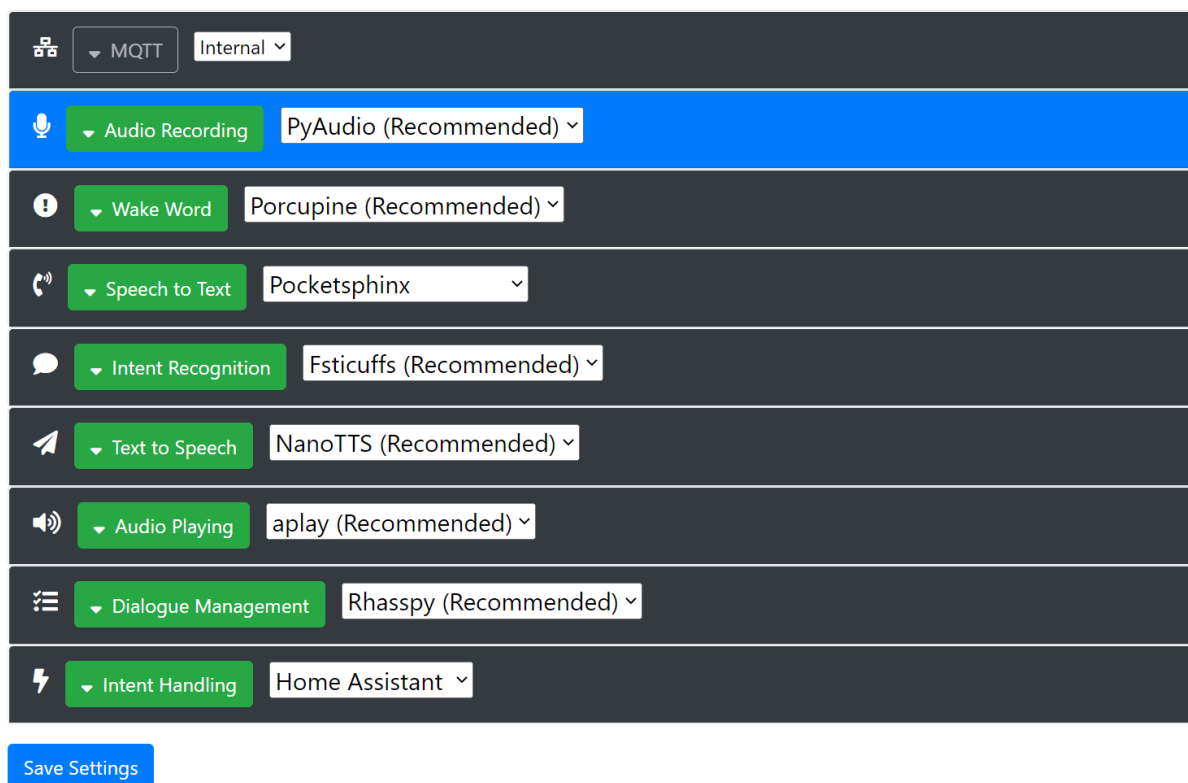 MQTT Internal
Audio Recording PyAudio (Recommended)
Wake Word Porcupine (Recommended)
Speech to Text Pocketsphinx
Intent Recognition Fsticuffs (Recommended)
Text to Speech NanoTTS (Recommended)
Audio Playing aplay (Recommended)
Dialogue Management Rhasspy (Recommended)
Intent Handling Home Assistant
Save Settings